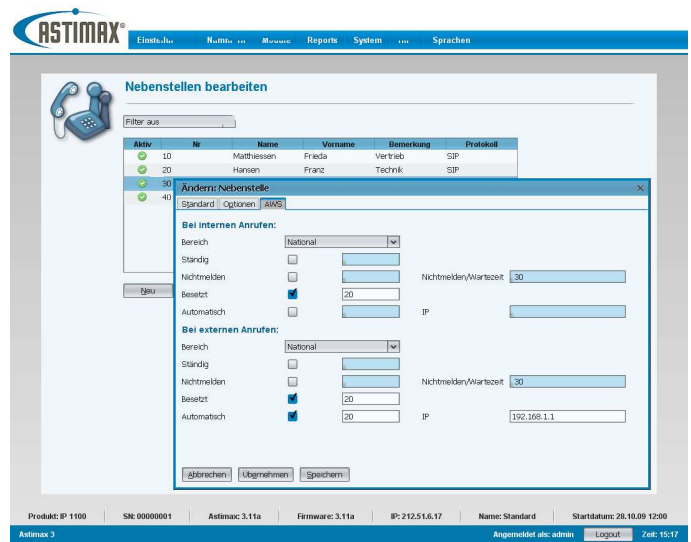 ASTIMAX®
Reports System Sprachen
Nebenstellen bearbeiten
Filter aus
Aktiv Nr Name Vorname Bemerkung Protokoll
10 Matthiessen Frieda Vertrieb SIP
20 Hansen Franz Technik SIP
30
40
Neu
Ändern: Nebenstelle
Standard Optionen AWS
Bei internen Anrufen:
Bereich National
Ständig
Nichtmelden Nichtmelden/Wartezeit 30
Besetzt 20
Automatisch IP
Bei externen Anrufen:
Bereich National
Ständig
Nichtmelden Nichtmelden/Wartezeit 30
Besetzt 20
Automatisch 20 IP 192.168.1.1
Abbrechen Übernehmen Speichern
Produkt: IP 1100 SN: 00000001 Astimax: 3.11a Firmware: 3.11a IP: 212.51.6.17 Name: Standard Startdatum: 28.10.09 12:00
Astimax 3 Angemeldet als: admin Logout Zeit: 15:17